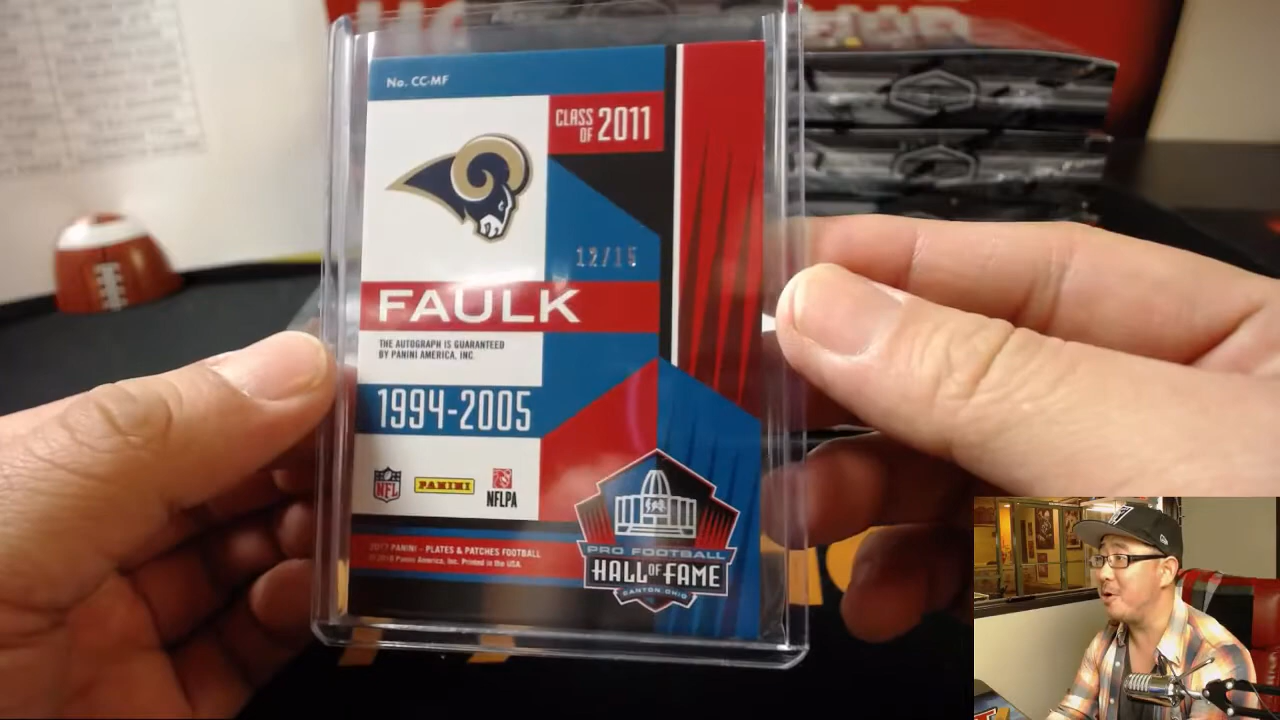 No. CC-MF
CLASS
OF 2011
12/15
FAULK
THE AUTOGRAPH IS GUARANTEED
BY PANINI AMERICA, INC.
1994-2005
NFL
PANINI
NFLPA
2017 PANINI - PLATES & PATCHES FOOTBALL
© 2018 Panini America, Inc. Printed in the USA.
PRO FOOTBALL
HALL OF FAME
CANTON, OHIO